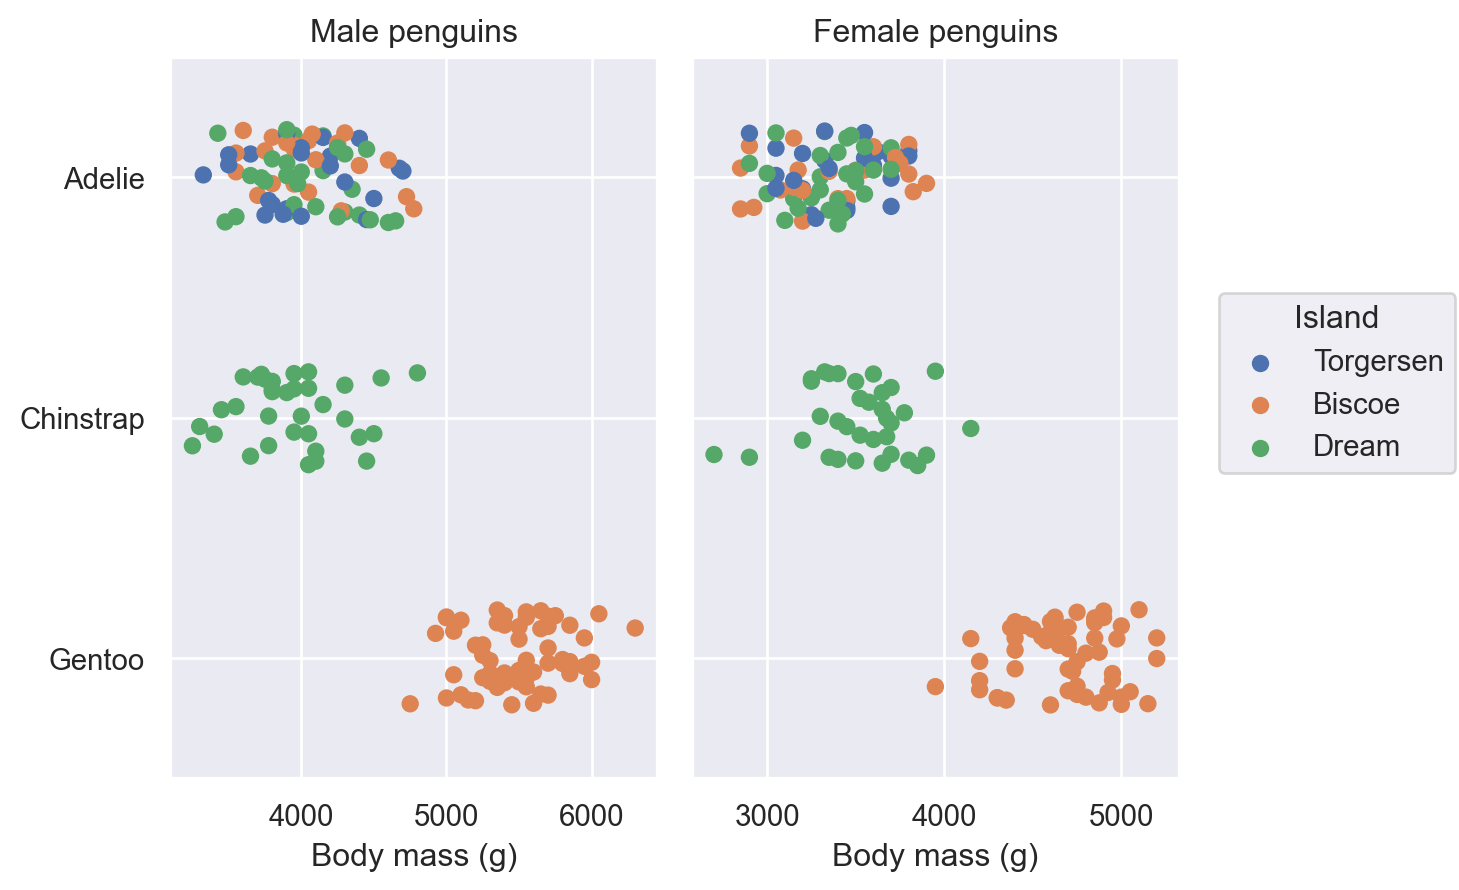 Male penguins
Female penguins
Adelie
Chinstrap
Gentoo
4000
5000
6000
3000
4000
5000
Body mass (g)
Body mass (g)
Island
Torgersen
Biscoe
Dream